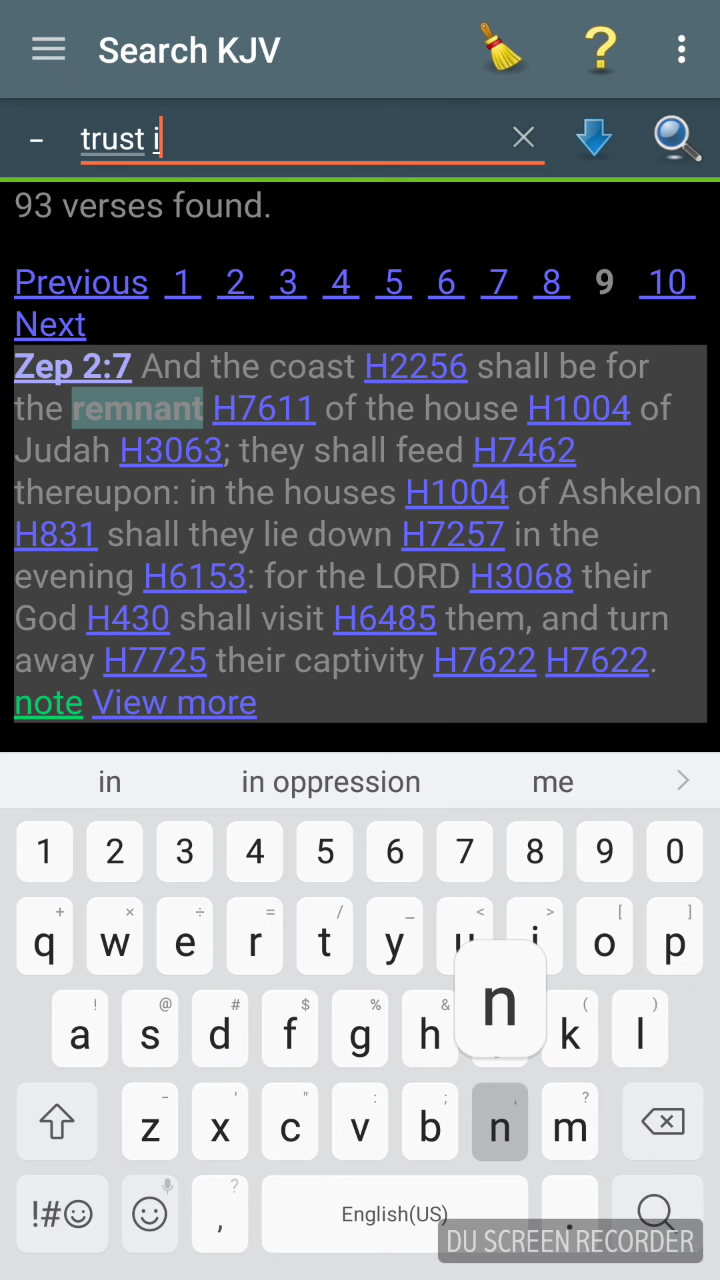 Search KJV
?
- trust i
93 verses found.
Previous 1 2 3 4 5 6 7 8 9 10
Next
Zep 2:7 And the coast H2256 shall be for
the remnant H7611 of the house H1004 of
Judah H3063; they shall feed H7462
thereupon: in the houses H1004 of Ashkelon
H831 shall they lie down H7257 in the
evening H6153: for the LORD H3068 their
God H430 shall visit H6485 them, and turn
away H7725 their captivity H7622 H7622.
note View more
in in oppression me
1 2 3 4 5 6 7 8 9 0
+ × ÷ = / _ < > [ ]
q w e r t y u i o p
! @ # $ % & ( )
a s d f g h n k l
- ' " : ; , ?
z x c v b n m
?
!# , English(US) .
DU SCREEN RECORDER